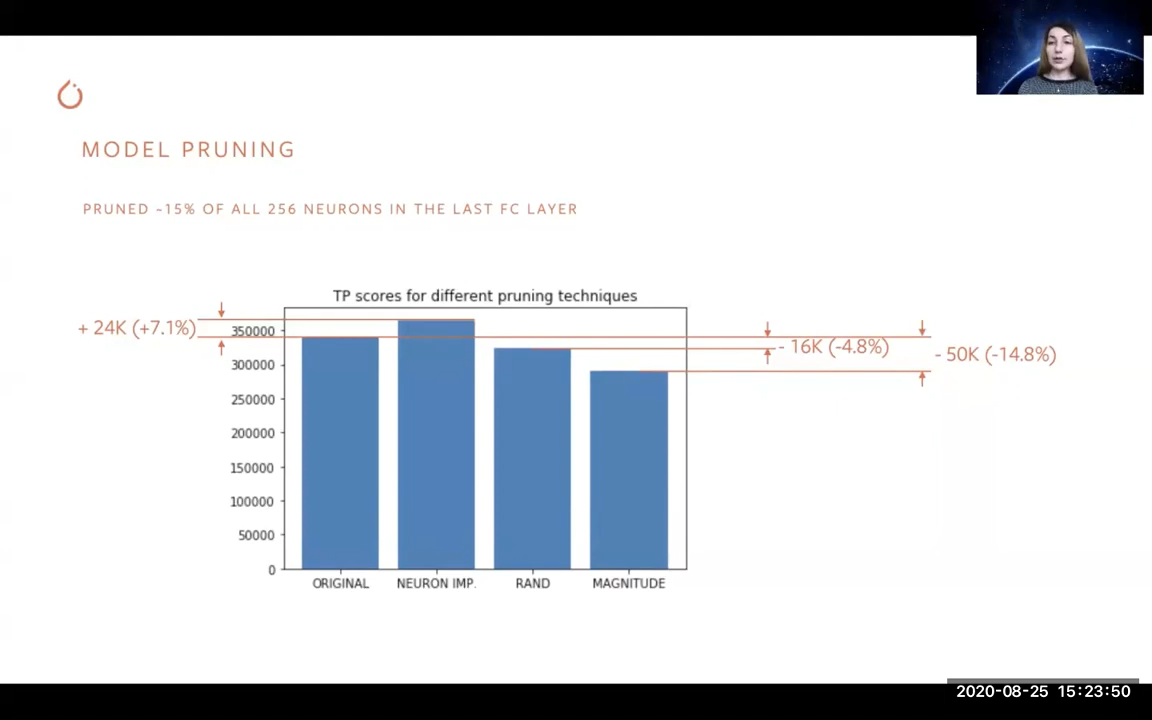 MODEL PRUNING
PRUNED ~15% OF ALL 256 NEURONS IN THE LAST FC LAYER
TP scores for different pruning techniques
+ 24K (+7.1%)
- 16K (-4.8%)
- 50K (-14.8%)
350000
300000
250000
200000
150000
100000
50000
0
ORIGINAL NEURON IMP. RAND MAGNITUDE
2020-08-25 15:23:50